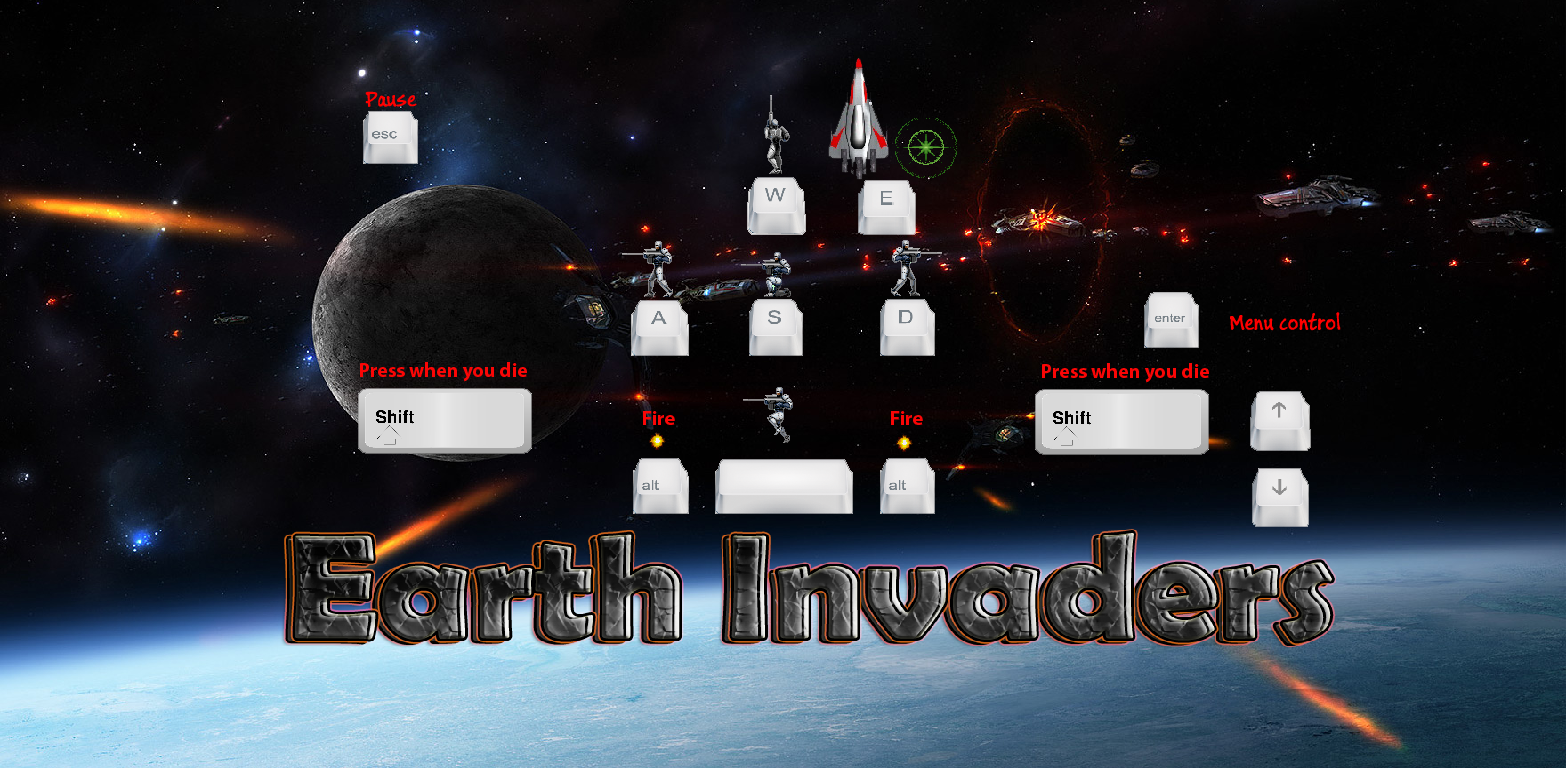 Pause
esc
W
E
A
S
D
enter
Menu control
Press when you die
Press when you die
Shift
Shift
↑
Fire
Fire
alt
alt
↓
Earth Invaders